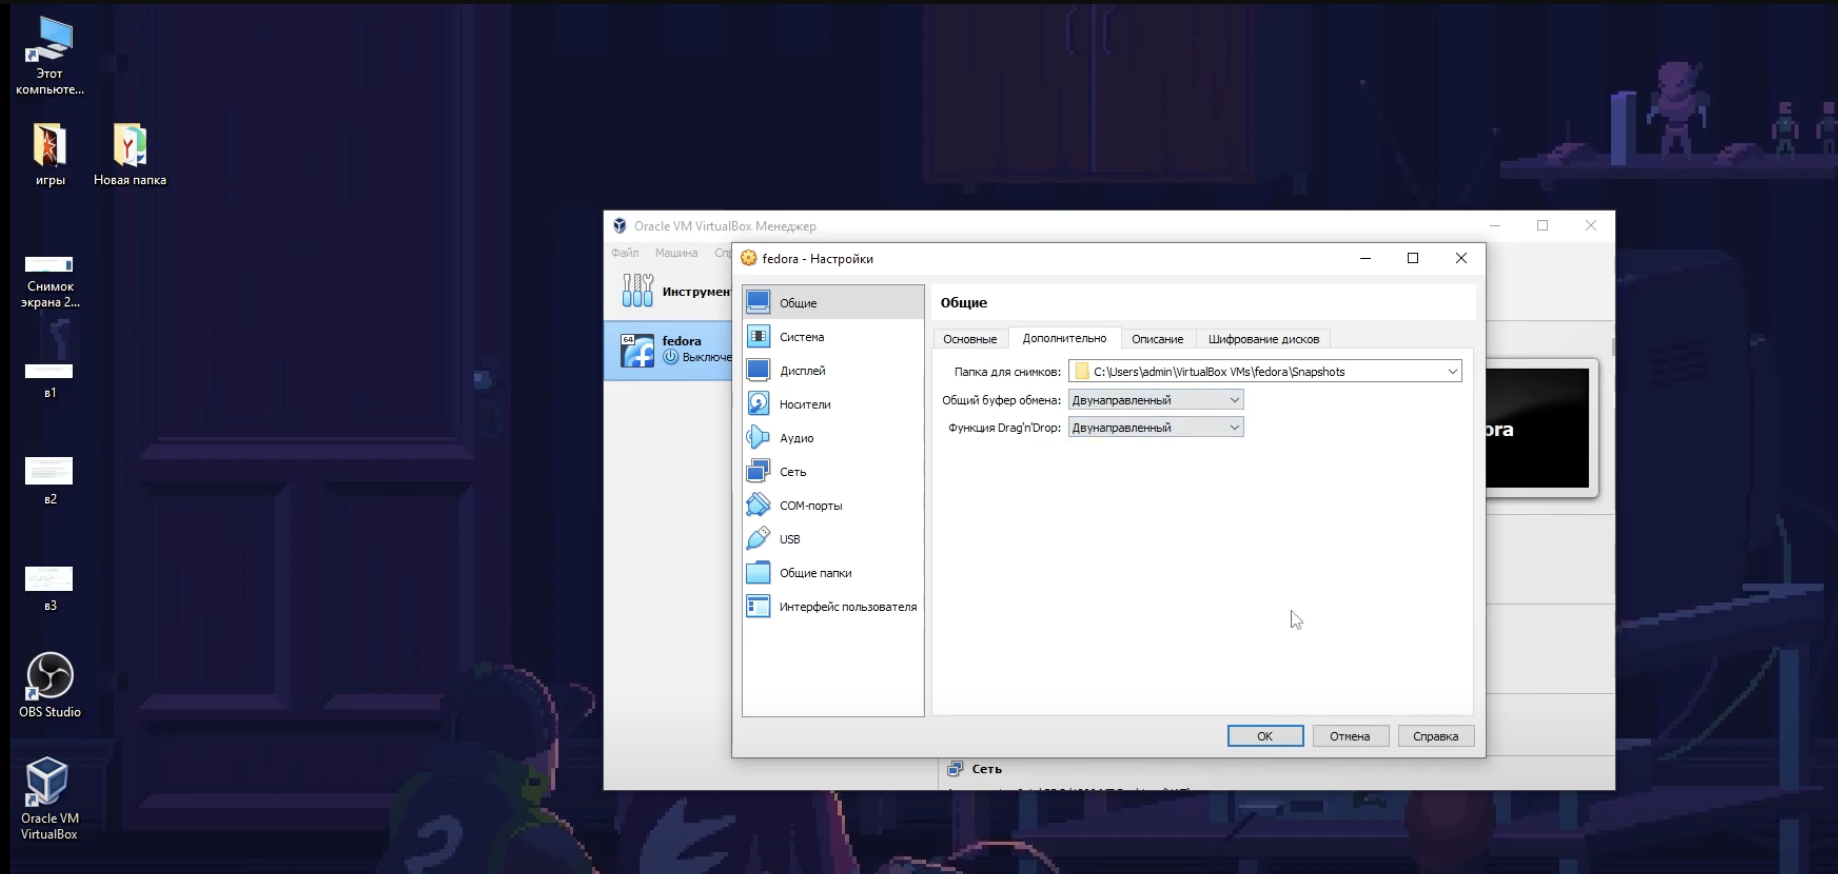 Этот
компьюте...
игры
Новая папка
Снимок
экрана 2...
в1
в2
в3
OBS Studio
Oracle VM
VirtualBox
Oracle VM VirtualBox Менеджер
Файл Машина
Инструмен
64
fedora
Выключе
fedora - Настройки
Общие
Система
Дисплей
Носители
Аудио
Сеть
COM-порты
USB
Общие папки
Интерфейс пользователя
Общие
Основные Дополнительно Описание Шифрование дисков
Папка для снимков: C:\Users\admin\VirtualBox VMs\fedora\Snapshots
Общий буфер обмена: Двунаправленный
Функция Drag'n'Drop: Двунаправленный
OK Отмена Справка
ora
Сеть